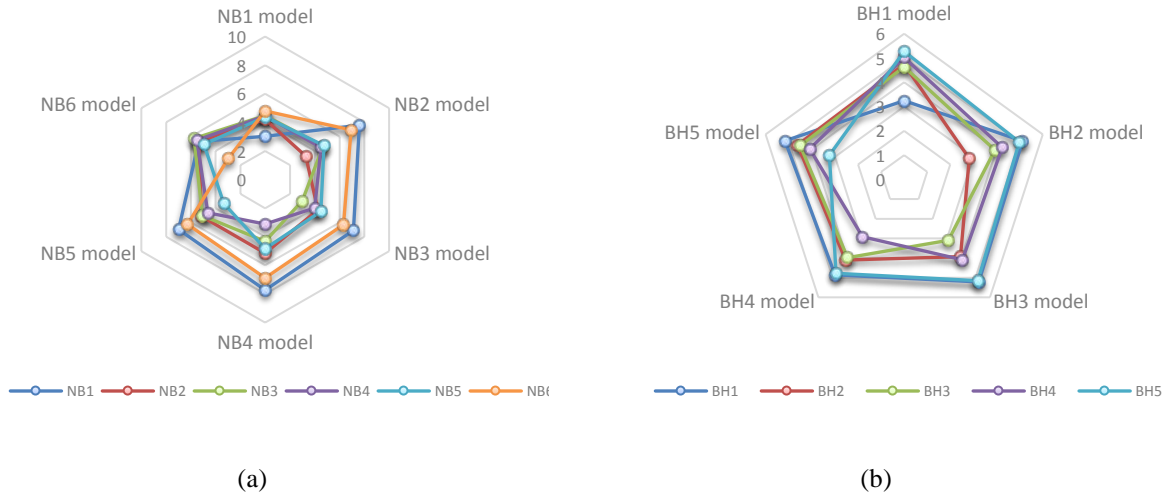 NB1 model
10
8
6
4
2
0
NB2 model
NB3 model
NB4 model
NB5 model
NB6 model
NB1 NB2 NB3 NB4 NB5 NB6
(a)
BH1 model
6
5
3
2
1
0
BH2 model
BH3 model
BH4 model
BH5 model
BH1 BH2 BH3 BH4 BH5
(b)